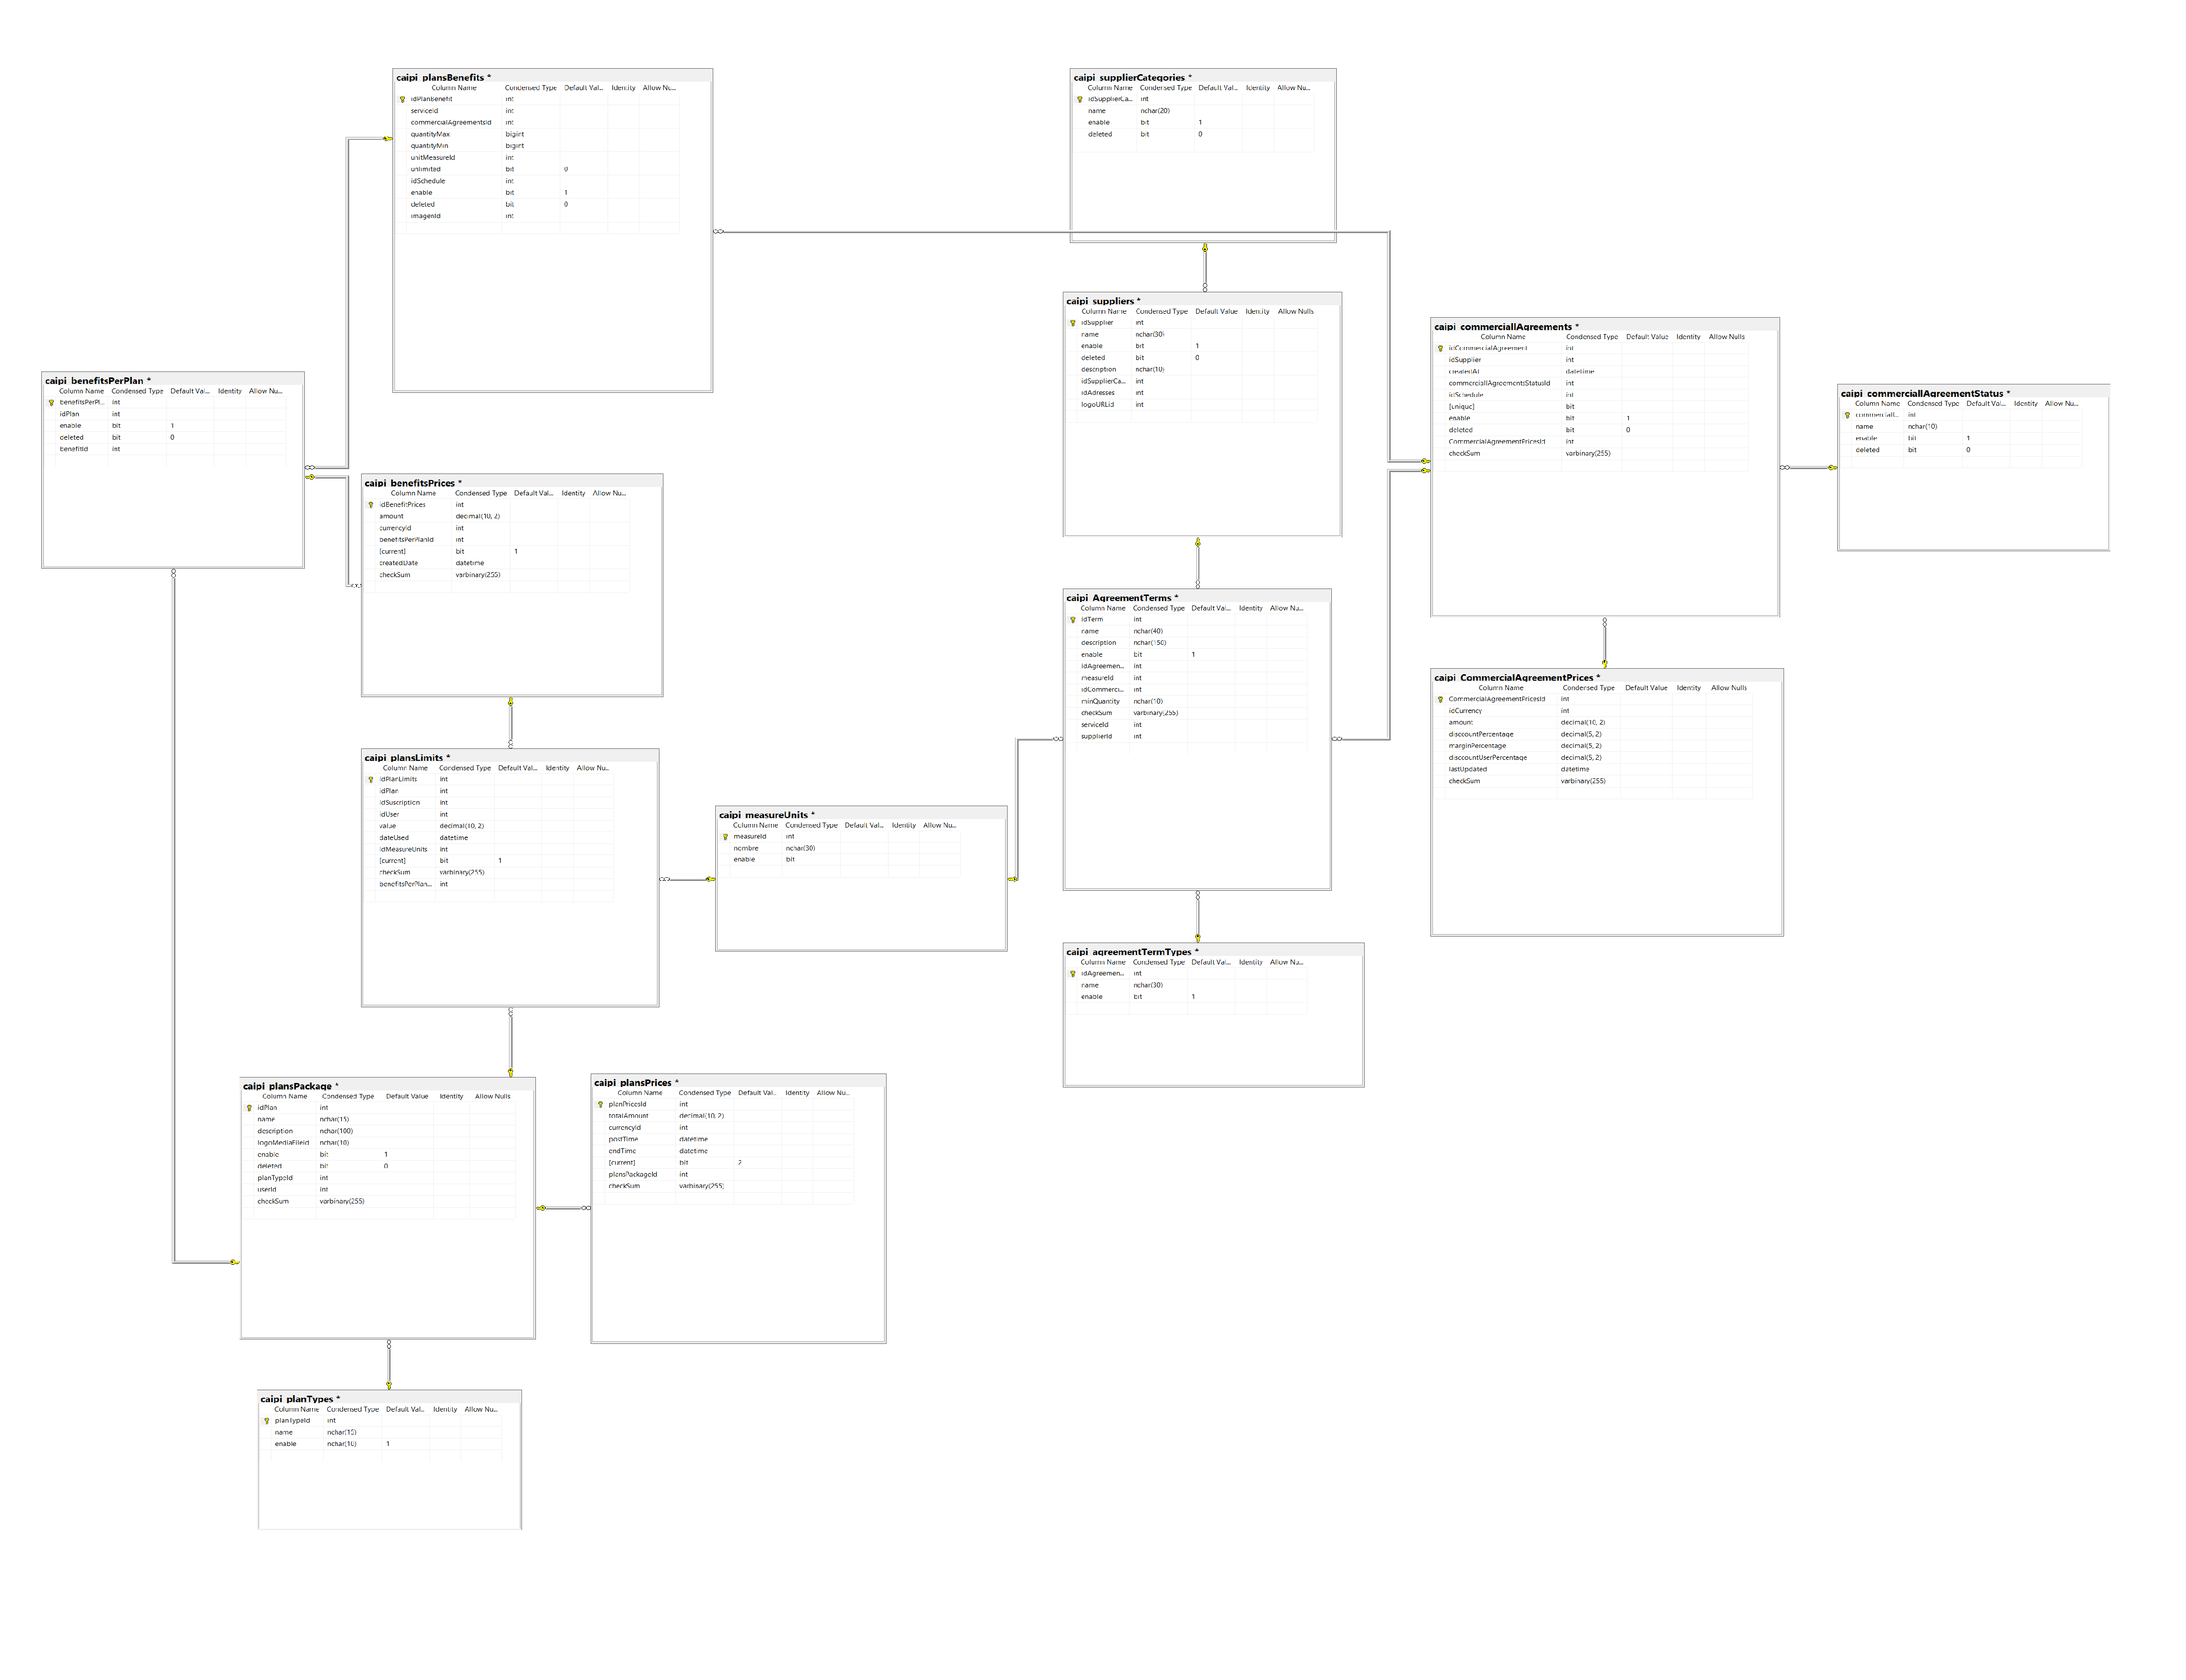 caipi_plansBenefits *
Column Name Condensed Type Default Val... Identity Allow Nu...
idPlanBenefit int
serviceId int
commercialAgreementsId int
quantityMax bigint
quantityMin bigint
unitMeasureId int
unlimited bit 0
idSchedule int
enable bit 1
deleted bit 0
imagenId int
caipi_supplierCategories *
Column Name Condensed Type Default Val... Identity Allow Nu...
idSupplierCa... int
name nchar(20)
enable bit 1
deleted bit 0
caipi_suppliers *
Column Name Condensed Type Default Value Identity Allow Nulls
idSupplier int
name nchar(30)
enable bit 1
deleted bit 0
description nchar(10)
idSupplierCa... int
idAdresses int
logoURLid int
caipi_commerciallAgreements *
Column Name Condensed Type Default Value Identity Allow Nulls
idCommercialAgreement int
idSupplier int
createdAt datetime
commerciallAgreementsStatusId int
idSchedule int
[unique] bit
enable bit 1
deleted bit 0
CommercialAgreementPricesId int
checkSum varbinary(255)
caipi_commerciallAgreementStatus *
Column Name Condensed Type Default Val... Identity Allow Nu...
commerciall... int
name nchar(10)
enable bit 1
deleted bit 0
caipi_benefitsPerPlan *
Column Name Condensed Type Default Val... Identity Allow Nu...
benefitsPerPl... int
idPlan int
enable bit 1
deleted bit 0
benefitId int
caipi_benefitsPrices *
Column Name Condensed Type Default Val... Identity Allow Nu...
idBenefitPrices int
amount decimal(10, 2)
currencyId int
benefitsPerPlanId int
[current] bit 1
createdDate datetime
checkSum varbinary(255)
caipi_AgreementTerms *
Column Name Condensed Type Default Val... Identity Allow Nu...
idTerm int
name nchar(40)
description nchar(150)
enable bit 1
idAgreemen... int
measureId int
idCommerci... int
minQuantity nchar(10)
checkSum varbinary(255)
serviceId int
supplierId int
caipi_CommercialAgreementPrices *
Column Name Condensed Type Default Value Identity Allow Nulls
CommercialAgreementPricesId int
idCurrency int
amount decimal(10, 2)
discountPercentage decimal(5, 2)
marginPercentage decimal(5, 2)
disccountUserPercentage decimal(5, 2)
lastUpdated datetime
checkSum varbinary(255)
caipi_plansLimits *
Column Name Condensed Type Default Val... Identity Allow Nu...
idPlanLimits int
idPlan int
idSuscription int
idUser int
value decimal(10, 2)
dateUsed datetime
idMeasureUnits int
[current] bit 1
checkSum varbinary(255)
benefitsPerPlan... int
caipi_measureUnits *
Column Name Condensed Type Default Val... Identity Allow Nu...
measureId int
nombre nchar(30)
enable bit
caipi_agreementTermTypes *
Column Name Condensed Type Default Val... Identity Allow Nu...
idAgreemen... int
name nchar(30)
enable bit 1
caipi_plansPackage *
Column Name Condensed Type Default Value Identity Allow Nulls
idPlan int
name nchar(15)
description nchar(100)
logoMediaFileId nchar(10)
enable bit 1
deleted bit 0
planTypeId int
userId int
checkSum varbinary(255)
caipi_plansPrices *
Column Name Condensed Type Default Val... Identity Allow Nu...
planPricesId int
totalAmount decimal(10, 2)
currencyId int
postTime datetime
endTime datetime
[current] bit 2
plansPackageId int
checkSum varbinary(255)
caipi_planTypes *
Column Name Condensed Type Default Val... Identity Allow Nu...
planTypeId int
name nchar(15)
enable nchar(10) 1